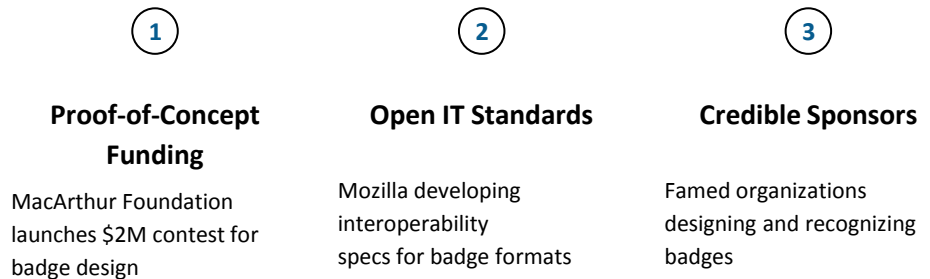 1
Proof-of-Concept
Funding
MacArthur Foundation
launches $2M contest for
badge design
2
Open IT Standards
Mozilla developing
interoperability
specs for badge formats
3
Credible Sponsors
Famed organizations
designing and recognizing
badges